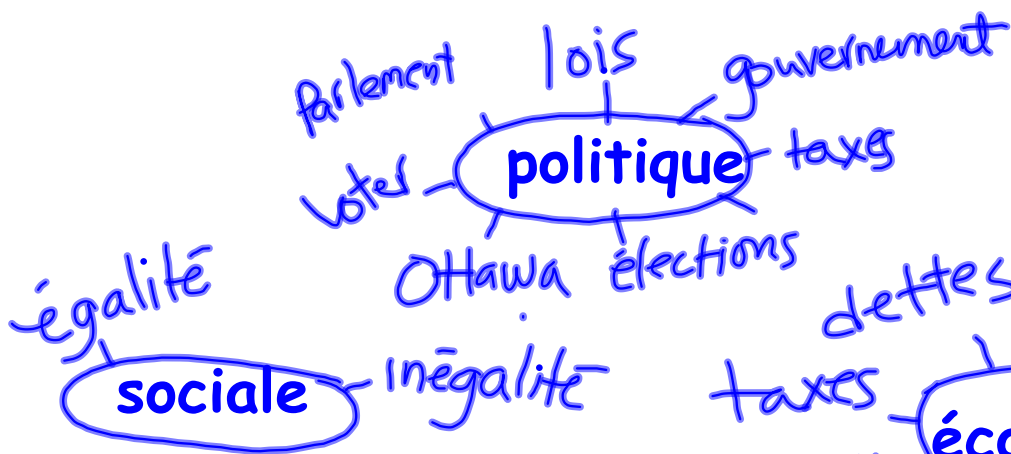 lois
gouvernement
parlement
politique
taxes
voter
Ottawa
élections
égalité
dettes
sociale
inégalité
taxes
éco